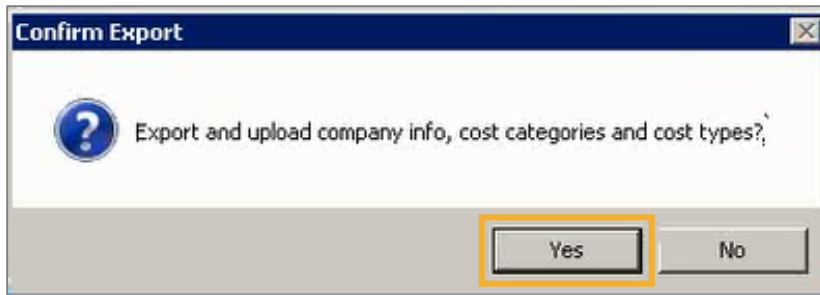 Confirm Export
Export and upload company info, cost categories and cost types?
Yes
No